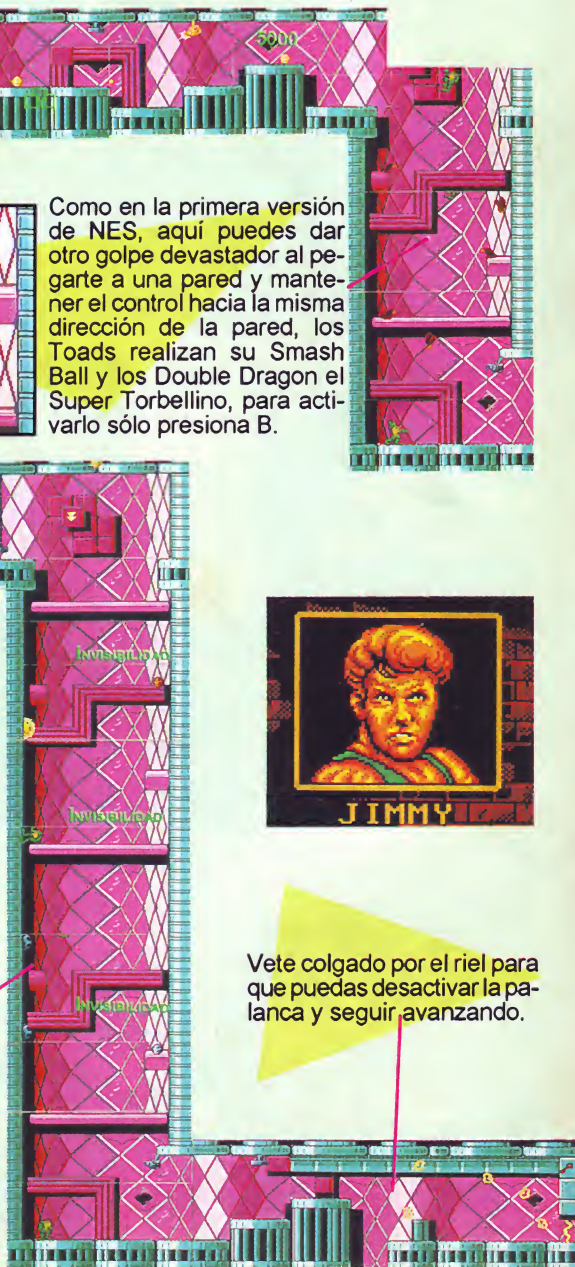 5000
Como en la primera versión
de NES, aquí puedes dar
otro golpe devastador al pe-
garte a una pared y mante-
ner el control hacia la misma
dirección de la pared, los
Toads realizan su Smash
Ball y los Double Dragon el
Super Torbellino, para acti-
varlo sólo presiona B.
INVISIBILIDAD
INVISIBILIDAD
INVISIBILIDAD
JIMMY
Vete colgado por el riel para
que puedas desactivar la pa-
lanca y seguir avanzando.